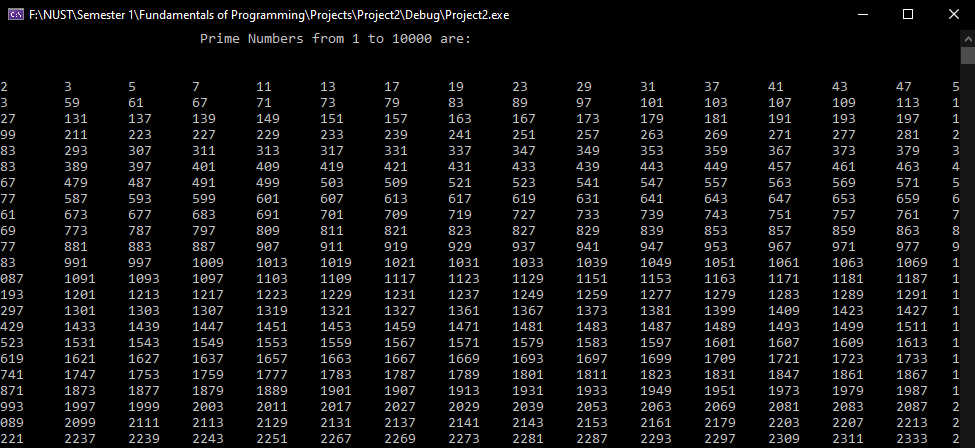 F:\NUST\Semester 1\Fundamentals of Programming\Projects\Project2\Debug\Project2.exe
Prime Numbers from 1 to 10000 are:
2 3 5 7 11 13 17 19 23 29 31 37 41 43 47 5
3 59 61 67 71 73 79 83 89 97 101 103 107 109 113 1
27 131 137 139 149 151 157 163 167 173 179 181 191 193 197 1
99 211 223 227 229 233 239 241 251 257 263 269 271 277 281 2
83 293 307 311 313 317 331 337 347 349 353 359 367 373 379 3
83 389 397 401 409 419 421 431 433 439 443 449 457 461 463 4
67 479 487 491 499 503 509 521 523 541 547 557 563 569 571 5
77 587 593 599 601 607 613 617 619 631 641 643 647 653 659 6
61 673 677 683 691 701 709 719 727 733 739 743 751 757 761 7
69 773 787 797 809 811 821 823 827 829 839 853 857 859 863 8
77 881 883 887 907 911 919 929 937 941 947 953 967 971 977 9
83 991 997 1009 1013 1019 1021 1031 1033 1039 1049 1051 1061 1063 1069 1
087 1091 1093 1097 1103 1109 1117 1123 1129 1151 1153 1163 1171 1181 1187 1
193 1201 1213 1217 1223 1229 1231 1237 1249 1259 1277 1279 1283 1289 1291 1
297 1301 1303 1307 1319 1321 1327 1361 1367 1373 1381 1399 1409 1423 1427 1
429 1433 1439 1447 1451 1453 1459 1471 1481 1483 1487 1489 1493 1499 1511 1
523 1531 1543 1549 1553 1559 1567 1571 1579 1583 1597 1601 1607 1609 1613 1
619 1621 1627 1637 1657 1663 1667 1669 1693 1697 1699 1709 1721 1723 1733 1
741 1747 1753 1759 1777 1783 1787 1789 1801 1811 1823 1831 1847 1861 1867 1
871 1873 1877 1879 1889 1901 1907 1913 1931 1933 1949 1951 1973 1979 1987 1
993 1997 1999 2003 2011 2017 2027 2029 2039 2053 2063 2069 2081 2083 2087 2
089 2099 2111 2113 2129 2131 2137 2141 2143 2153 2161 2179 2203 2207 2213 2
221 2237 2239 2243 2251 2267 2269 2273 2281 2287 2293 2297 2309 2311 2333 2